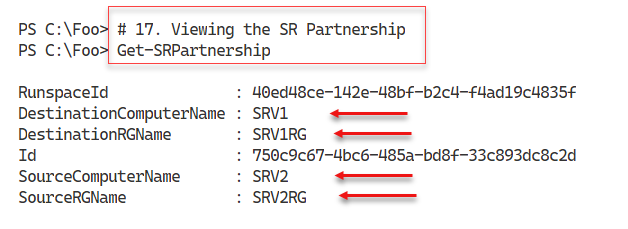 PS C:\Foo> # 17. Viewing the SR Partnership
PS C:\Foo> Get-SRPartnership
RunspaceId : 40ed48ce-142e-48bf-b2c4-f4ad19c4835f
DestinationComputerName : SRV1
DestinationRGName : SRV1RG
Id : 750c9c67-4bc6-485a-bd8f-33c893dc8c2d
SourceComputerName : SRV2
SourceRGName : SRV2RG